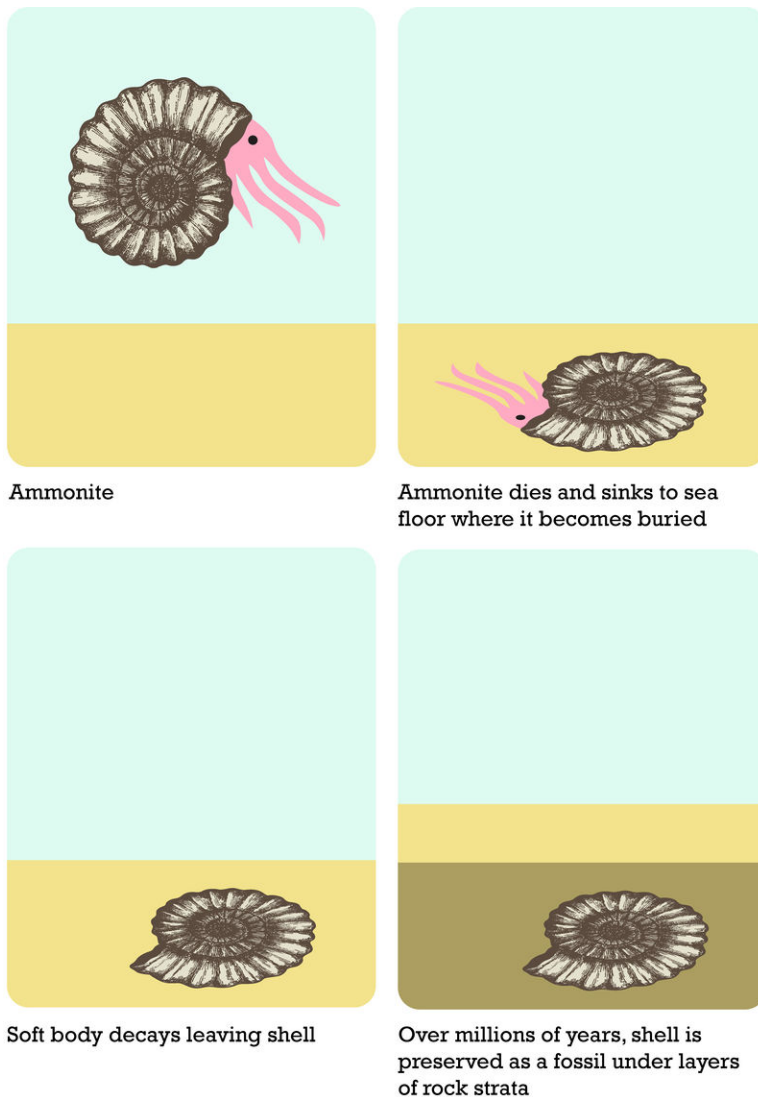 Ammonite
Ammonite dies and sinks to sea
floor where it becomes buried
Soft body decays leaving shell
Over millions of years, shell is
preserved as a fossil under layers
of rock strata